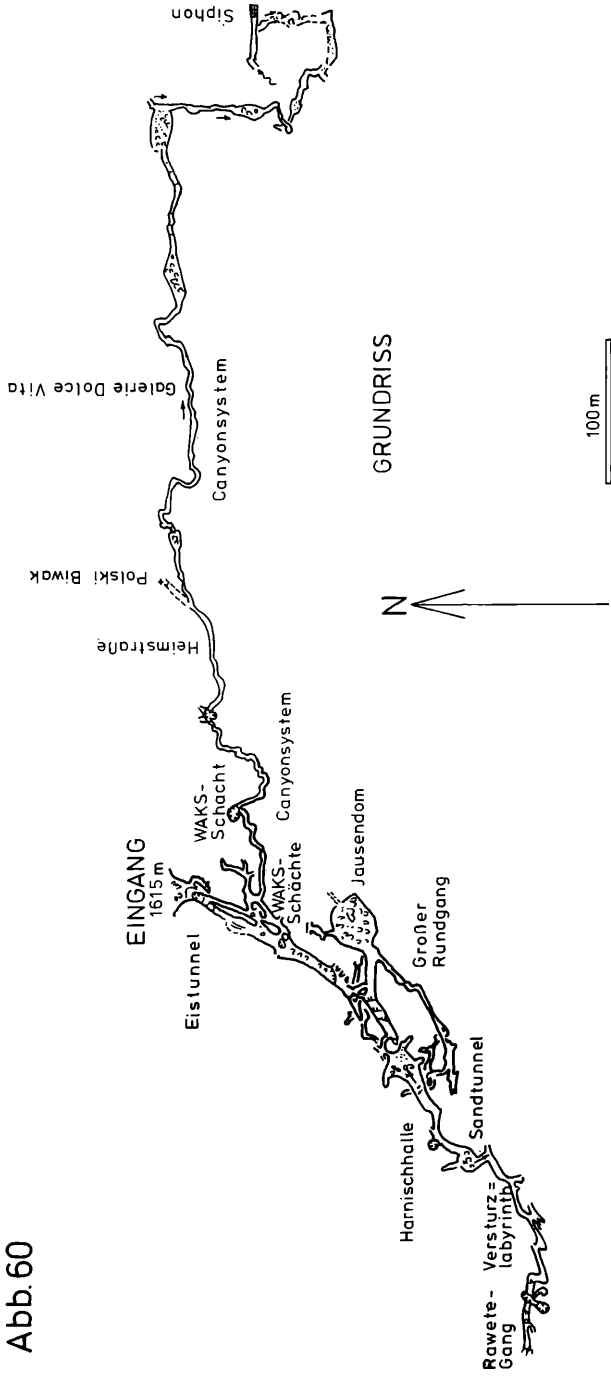 Abb. 60
EINGANG
1615 m
Eistunnel
WAKS-
Schacht
WAKS-
Schächte
Canyonsystem
Heimstraße
Polski Biwak
Canyonsystem
Galerie Dolce Vita
Siphon
Jausendom
Großer
Rundgang
Harnischhalle
Sandtunnel
Versturz=
labyrinth
Rawete-
Gang
GRUNDRISS
N
100 m